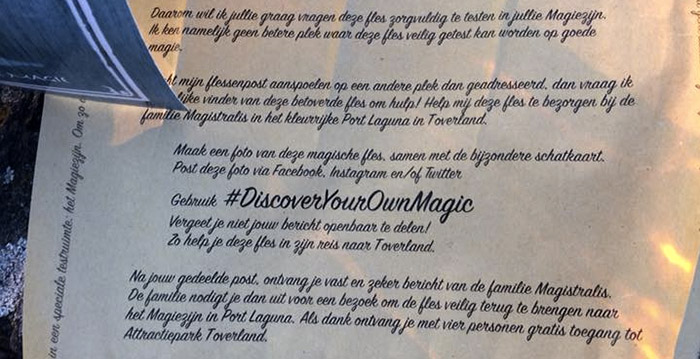 Daarom wil ik jullie graag vragen deze fles zorgvuldig te testen in jullie Magiezijn.
Ik ken namelijk geen betere plek waar deze fles veilig getest kan worden op goede
magie.
mijn flessenpost aanspoelen op een andere plek dan geadresseerd, dan vraag ik
vinder van deze betoverde fles om hulp! Help mij deze fles te bezorgen bij de
familie Magistralis in het kleurrijke Port Laguna in Toverland.
Maak een foto van deze magische fles, samen met de bijzondere schatkaart.
Post deze foto via Facebook, Instagram en/of Twitter
Gebruik #DiscoverYourOwnMagic
Vergeet je niet jouw bericht openbaar te delen!
Zo help je deze fles in zijn reis naar Toverland.
Na jouw gedeelde post, ontvang je vast en zeker bericht van de familie Magistralis.
De familie nodigt je dan uit voor een bezoek om de fles veilig terug te brengen naar
het Magiezijn in Port Laguna. Als dank ontvang je met vier personen gratis toegang tot
Attractiepark Toverland.
in een speciale testruimte: het Magiezijn. Om zo